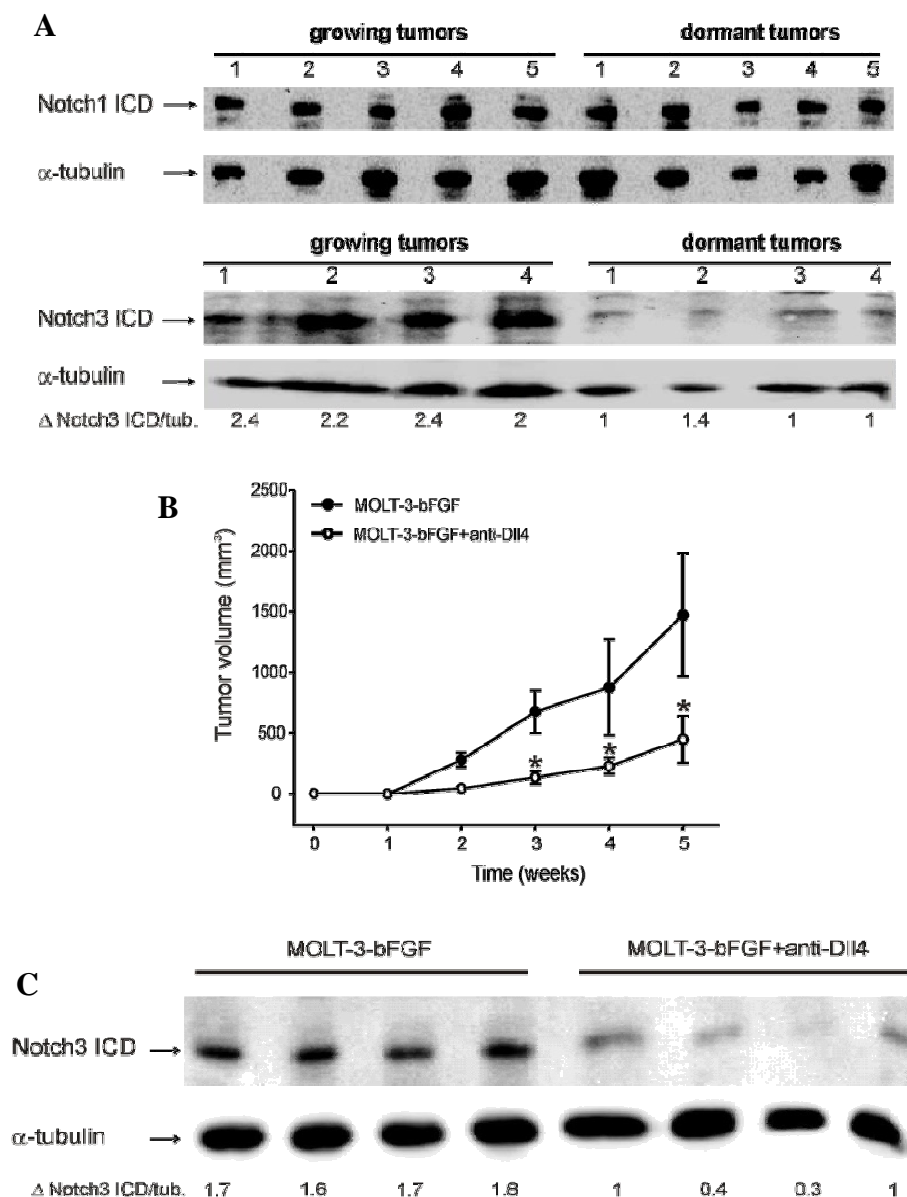 A
growing tumors dormant tumors
1 2 3 4 5 1 2 3 4 5
Notch1 ICD
α-tubulin
growing tumors dormant tumors
1 2 3 4 1 2 3 4
Notch3 ICD
α-tubulin
Δ Notch3 ICD/tub. 2.4 2.2 2.4 2 1 1.4 1 1
B
MOLT-3-bFGF
MOLT-3-bFGF+anti-Dll4
Tumor volume (mm³)
2500
2000
1500
1000
500
0
* * *
0 1 2 3 4 5
Time (weeks)
MOLT-3-bFGF MOLT-3-bFGF+anti-Dll4
C
Notch3 ICD
α-tubulin
Δ Notch3 ICD/tub. 1.7 1.6 1.7 1.8 1 0.4 0.3 1